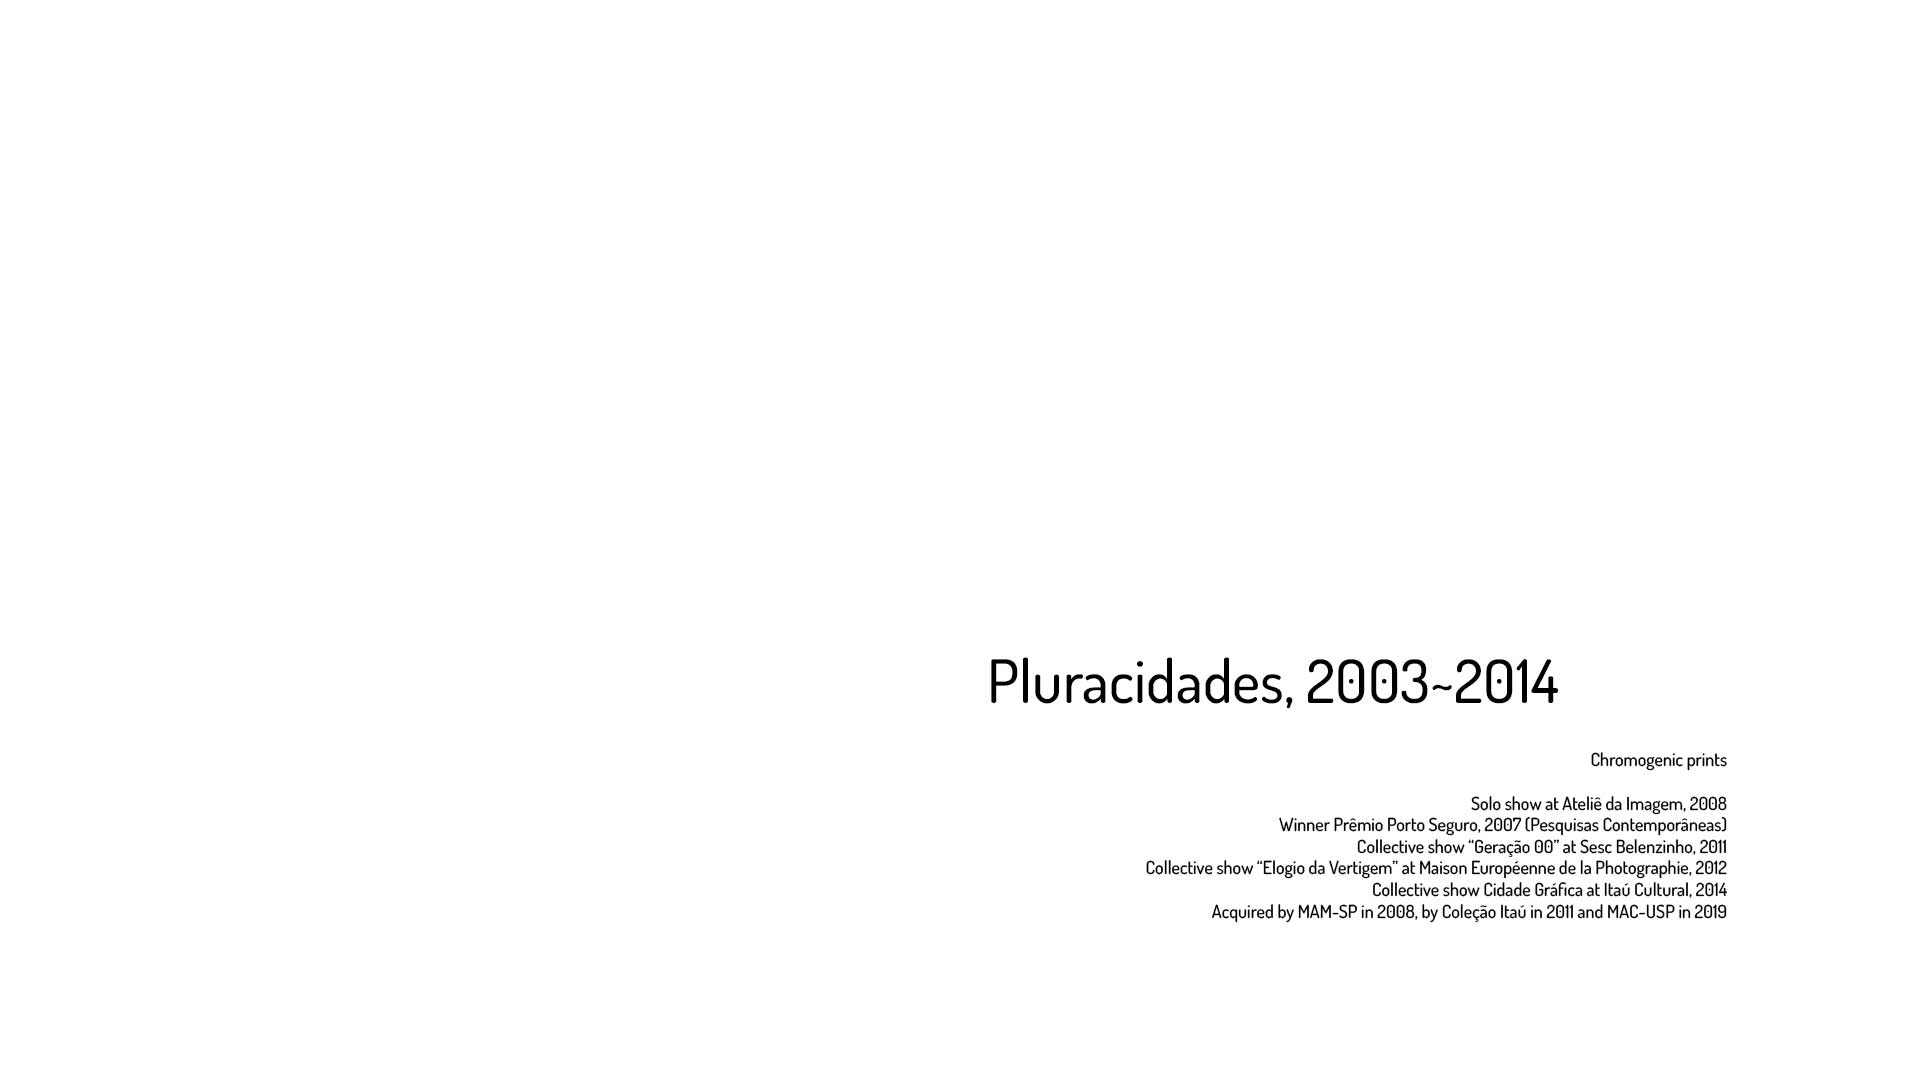 Pluracidades, 2003~2014
Chromogenic prints
Solo show at Ateliê da Imagem, 2008
Winner Prêmio Porto Seguro, 2007 (Pesquisas Contemporâneas)
Collective show “Geração 00” at Sesc Belenzinho, 2011
Collective show “Elogio da Vertigem” at Maison Européenne de la Photographie, 2012
Collective show Cidade Gráfica at Itaú Cultural, 2014
Acquired by MAM-SP in 2008, by Coleção Itaú in 2011 and MAC-USP in 2019